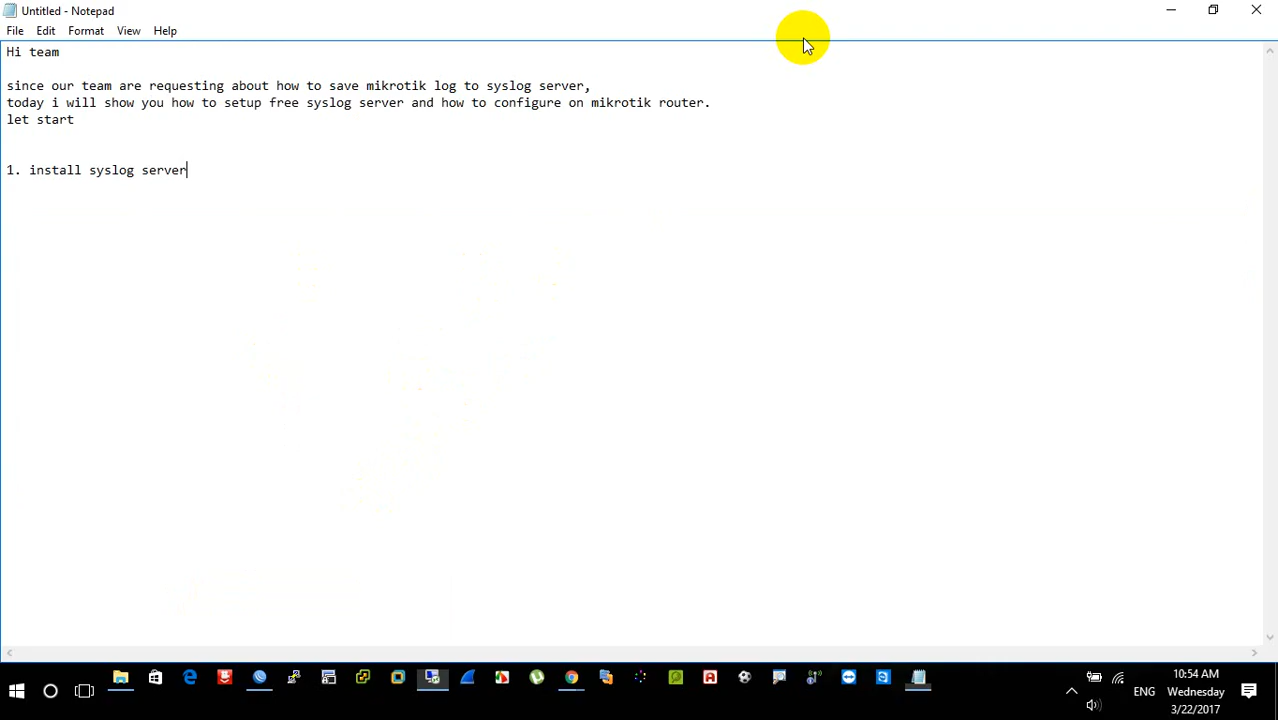 Untitled - Notepad
File Edit Format View Help
Hi team
since our team are requesting about how to save mikrotik log to syslog server,
today i will show you how to setup free syslog server and how to configure on mikrotik router.
let start
1. install syslog server
10:54 AM
ENG Wednesday
3/22/2017